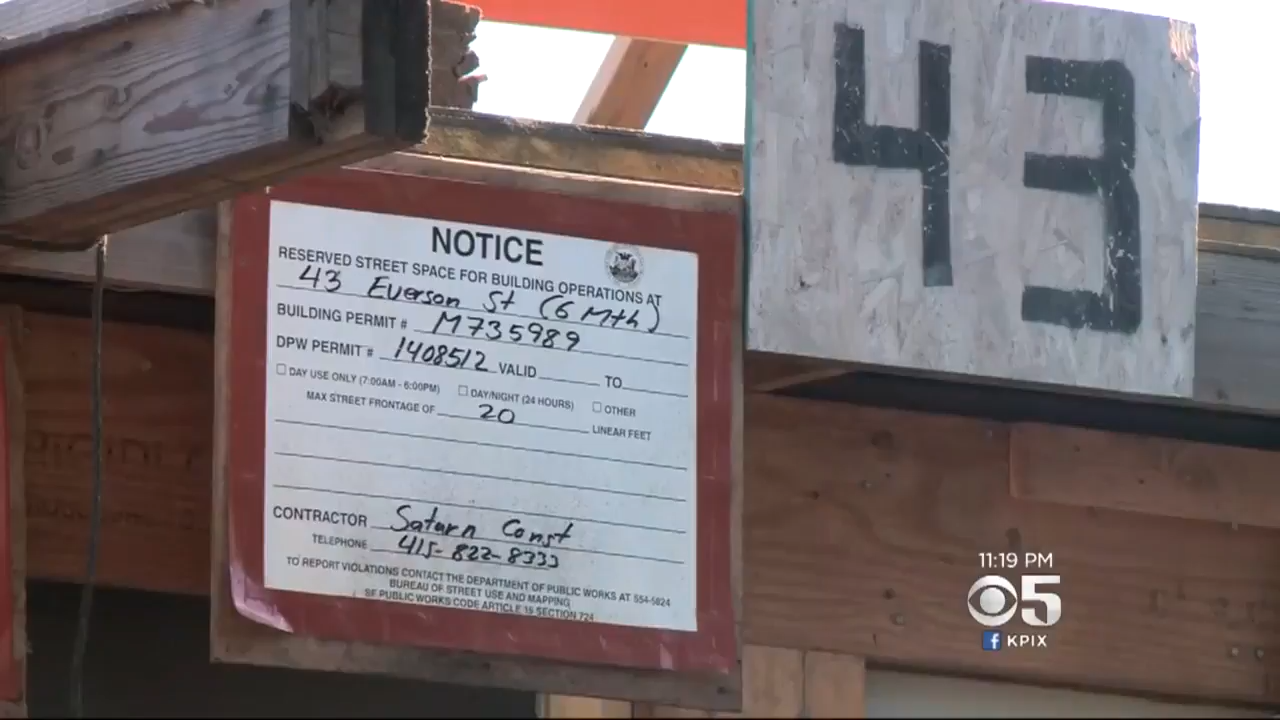 43
NOTICE
RESERVED STREET SPACE FOR BUILDING OPERATIONS AT
43 Everson St (6 Mth)
BUILDING PERMIT # M735989
DPW PERMIT # 1408512 VALID TO
DAY USE ONLY (7:00AM - 6:00PM) DAY/NIGHT (24 HOURS) OTHER
MAX STREET FRONTAGE OF 20 LINEAR FEET
CONTRACTOR Saturn Const
TELEPHONE 415-822-8333
TO REPORT VIOLATIONS CONTACT THE DEPARTMENT OF PUBLIC WORKS AT 554-5824
BUREAU OF STREET USE AND MAPPING
SF PUBLIC WORKS CODE ARTICLE 15 SECTION 724
11:19 PM
5
f KPIX